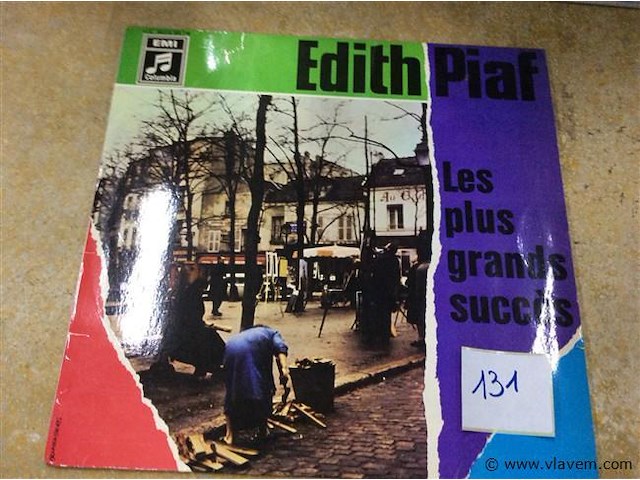 EMI
Columbia
Edith Piaf
Les
plus
grands
succès
131
© www.vlavem.com